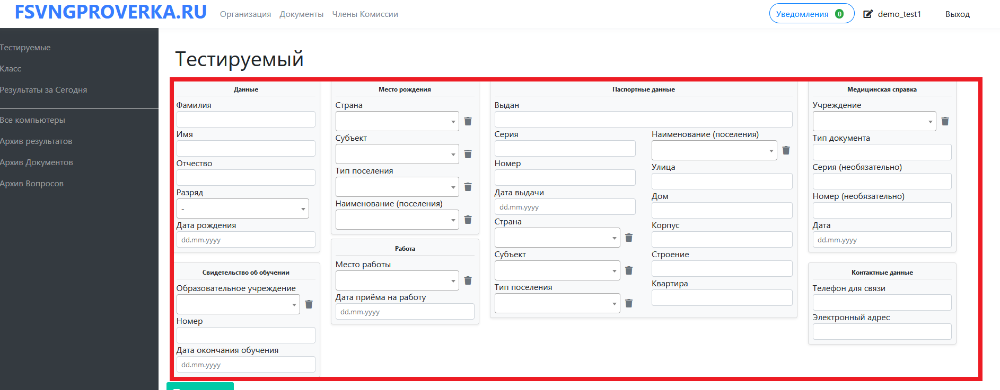 FSVNGPROVERKA.RU
Организация
Документы
Члены Комиссии
Уведомления 0
demo_test1
Выход
Тестируемые
Класс
Результаты за Сегодня
Все компьютеры
Архив результатов
Архив Документов
Архив Вопросов
Тестируемый
Данные
Фамилия
Имя
Отчество
Разряд
-
Дата рождения
dd.mm.yyyy
Свидетельство об обучении
Образовательное учреждение
Номер
Дата окончания обучения
dd.mm.yyyy
Место рождения
Страна
Субъект
Тип поселения
Наименование (поселения)
Работа
Место работы
Дата приёма на работу
dd.mm.yyyy
Паспортные данные
Выдан
Серия
Номер
Дата выдачи
dd.mm.yyyy
Страна
Субъект
Тип поселения
Наименование (поселения)
Улица
Дом
Корпус
Строение
Квартира
Медицинская справка
Учреждение
Тип документа
Серия (необязательно)
Номер (необязательно)
Дата
dd.mm.yyyy
Контактные данные
Телефон для связи
Электронный адрес